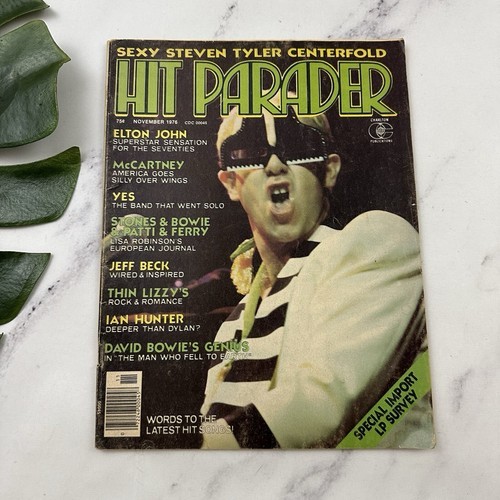 SEXY STEVEN TYLER CENTERFOLD
HIT PARADER
75¢ NOVEMBER 1976 CDC 00045
CHARLTON
PUBLICATIONS
ELTON JOHN
SUPERSTAR SENSATION
FOR THE SEVENTIES
McCARTNEY
AMERICA GOES
SILLY OVER WINGS
YES
THE BAND THAT WENT SOLO
STONES & BOWIE
& PATTI & FERRY
LISA ROBINSON'S
EUROPEAN JOURNAL
JEFF BECK
WIRED & INSPIRED
THIN LIZZY'S
ROCK & ROMANCE
IAN HUNTER
DEEPER THAN DYLAN?
DAVID BOWIE'S GENIUS
IN "THE MAN WHO FELL TO EARTH"
WORDS TO THE
LATEST HIT SONGS!
SPECIAL IMPORT
LP SURVEY